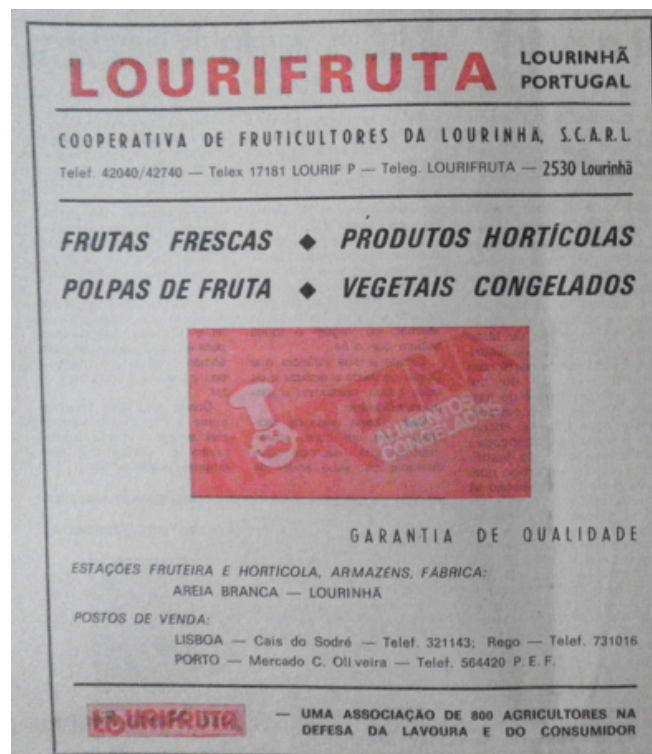 LOURIFRUTA
LOURINHÃ
PORTUGAL
COOPERATIVA DE FRUTICULTORES DA LOURINHÃ, S.C.A.R.L.
Telef. 42040/42740 — Telex 17181 LOURIF P — Teleg. LOURIFRUTA — 2530 Lourinhã
FRUTAS FRESCAS ◆ PRODUTOS HORTÍCOLAS
POLPAS DE FRUTA ◆ VEGETAIS CONGELADOS
ALIMENTOS
CONGELADOS
GARANTIA DE QUALIDADE
ESTAÇÕES FRUTEIRA E HORTÍCOLA, ARMAZÉNS, FÁBRICA:
AREIA BRANCA — LOURINHÃ
POSTOS DE VENDA:
LISBOA — Cais do Sodré — Telef. 321143; Rego — Telef. 731016
PORTO — Mercado C. Oliveira — Telef. 564420 P.E.F.
LOURIFRUTA — UMA ASSOCIAÇÃO DE 800 AGRICULTORES NA
DEFESA DA LAVOURA E DO CONSUMIDOR